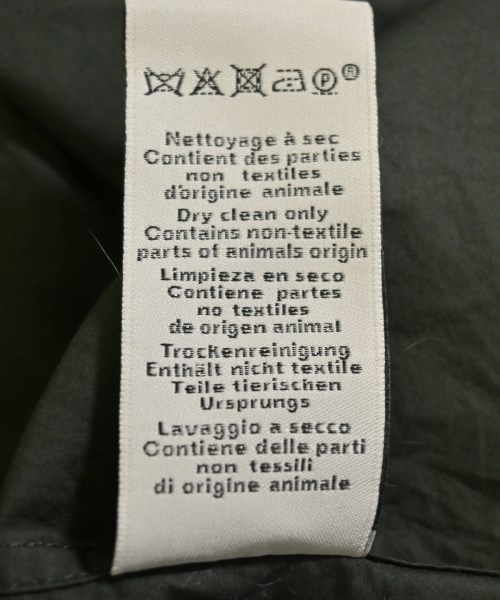 P
Nettoyage à sec
Contient des parties
non textiles
d'origine animale
Dry clean only
Contains non-textile
parts of animals origin
Limpieza en seco
Contiene partes
no textiles
de origen animal
Trockenreinigung
Enthält nicht textile
Teile tierischen
Ursprungs
Lavaggio a secco
Contiene delle parti
non tessili
di origine animale